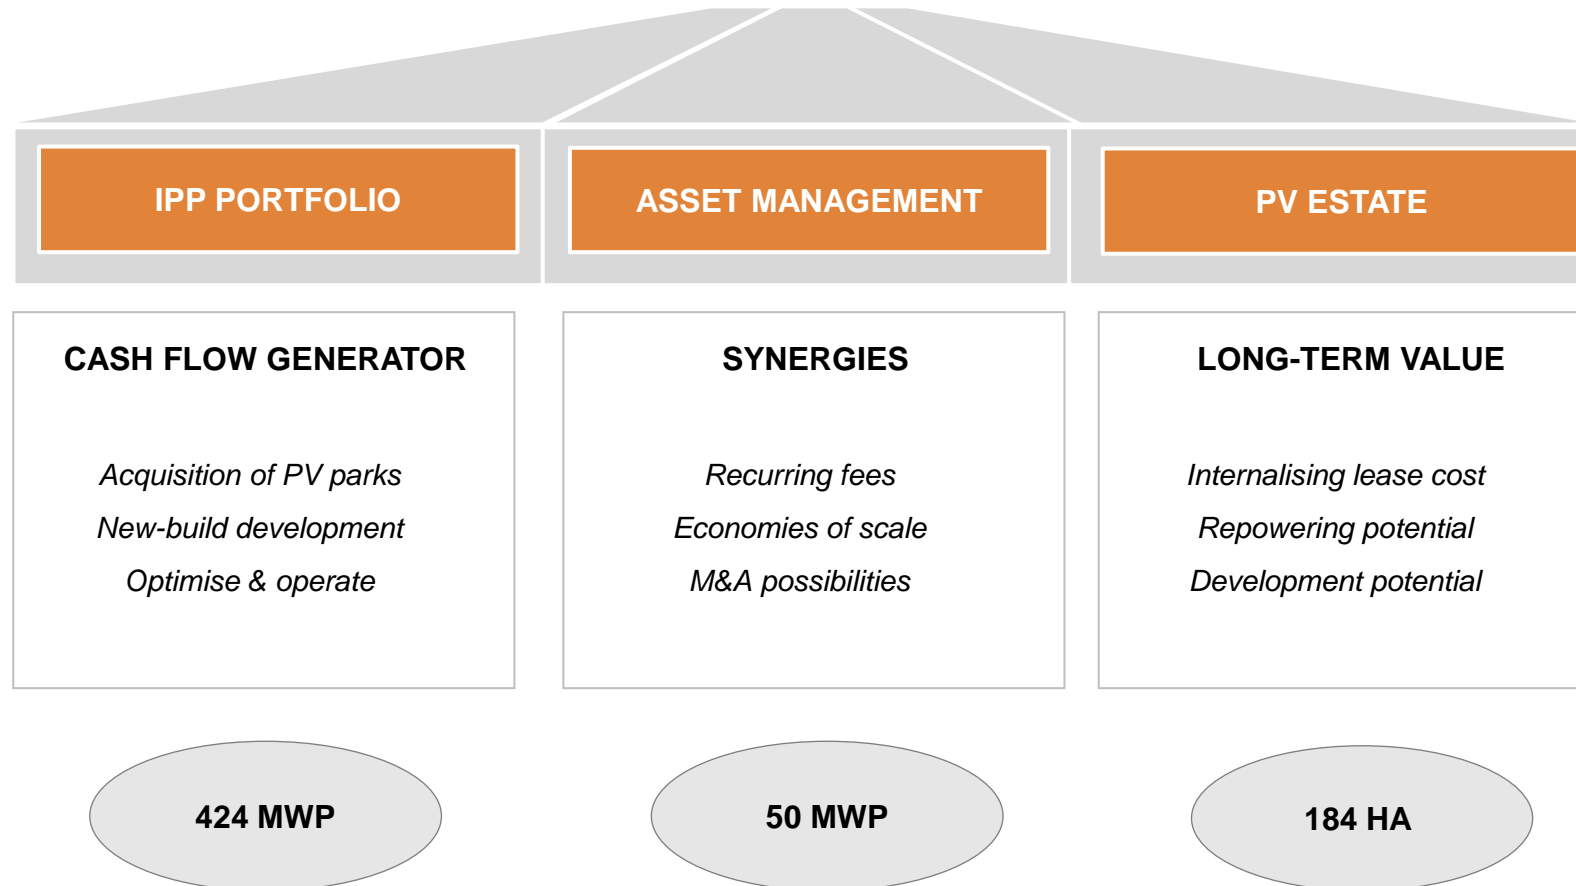 IPP PORTFOLIO
ASSET MANAGEMENT
PV ESTATE
CASH FLOW GENERATOR
Acquisition of PV parks
New-build development
Optimise & operate
SYNERGIES
Recurring fees
Economies of scale
M&A possibilities
LONG-TERM VALUE
Internalising lease cost
Repowering potential
Development potential
424 MWP
50 MWP
184 HA